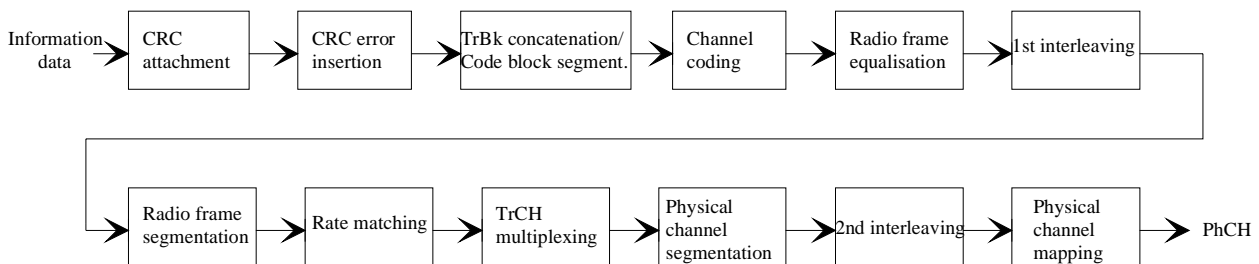 Information
data
CRC
attachment
CRC error
insertion
TrBk concatenation/
Code block segment.
Channel
coding
Radio frame
equalisation
1st interleaving
Radio frame
segmentation
Rate matching
TrCH
multiplexing
Physical
channel
segmentation
2nd interleaving
Physical
channel
mapping
PhCH